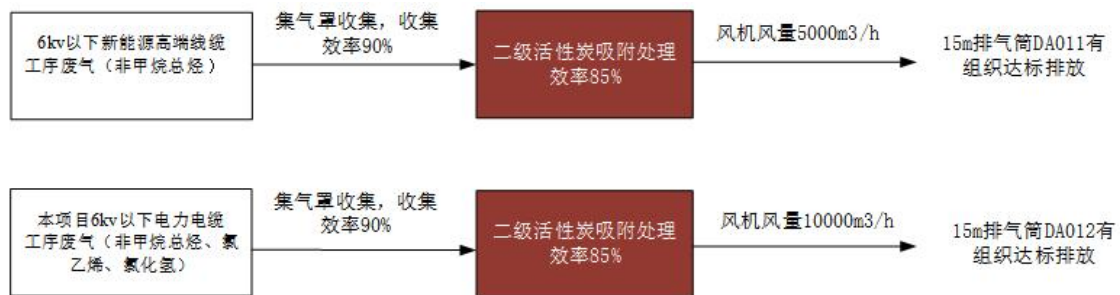 6kv以下新能源高端线缆
工序废气（非甲烷总烃）
集气罩收集，收集
效率90%
二级活性炭吸附处理
效率85%
风机风量5000m3/h
15m排气筒DA011有
组织达标排放
本项目6kv以下电力电缆
工序废气（非甲烷总烃、氯
乙烯、氯化氢）
集气罩收集，收集
效率90%
二级活性炭吸附处理
效率85%
风机风量10000m3/h
15m排气筒DA012有
组织达标排放